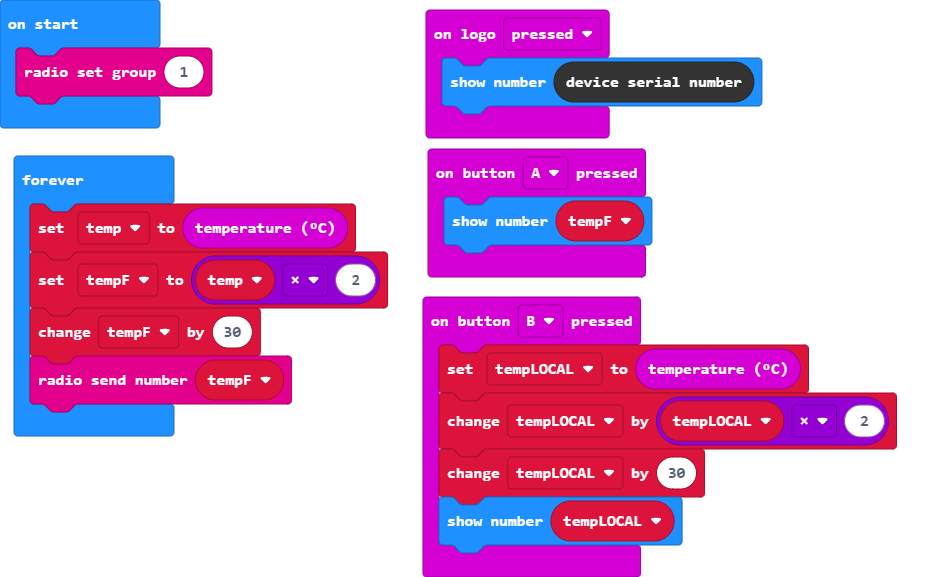 on start
radio set group 1
forever
set temp to temperature (ºC)
set tempF to temp × 2
change tempF by 30
radio send number tempF
on logo pressed
show number device serial number
on button A pressed
show number tempF
on button B pressed
set tempLOCAL to temperature (ºC)
change tempLOCAL by tempLOCAL × 2
change tempLOCAL by 30
show number tempLOCAL